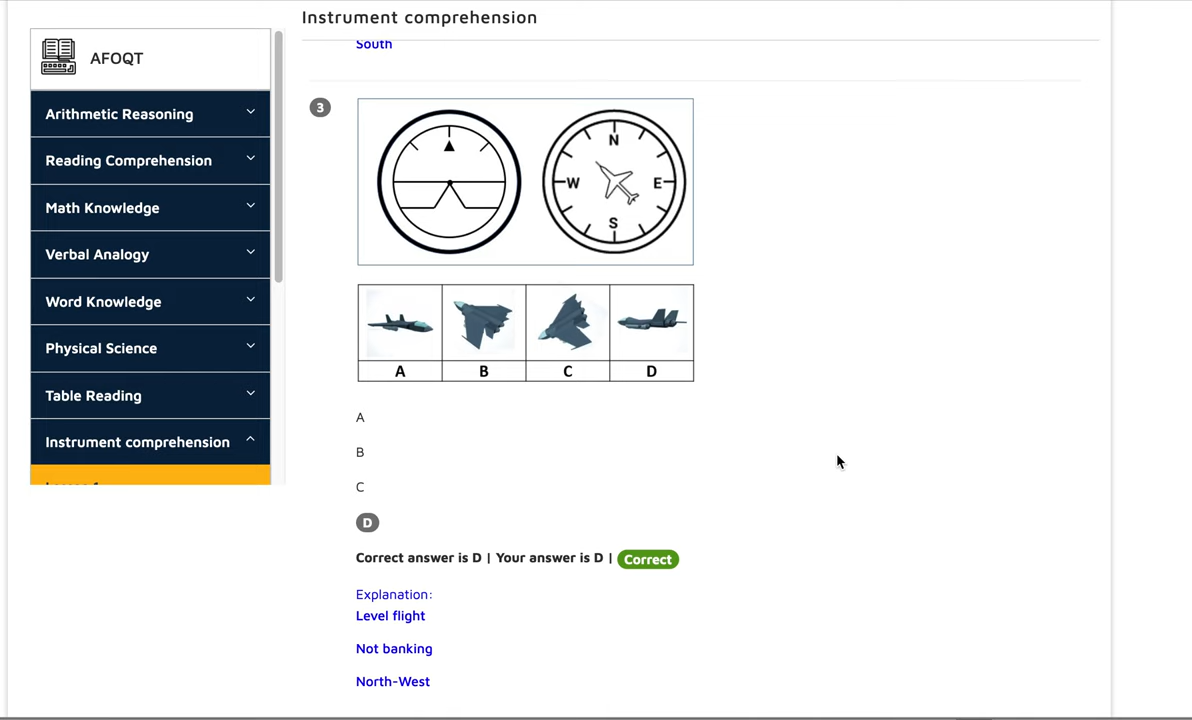 Instrument comprehension
AFOQT
Arithmetic Reasoning
Reading Comprehension
Math Knowledge
Verbal Analogy
Word Knowledge
Physical Science
Table Reading
Instrument comprehension
South
3
N
W E
S
A B C D
A
B
C
D
Correct answer is D | Your answer is D | Correct
Explanation:
Level flight
Not banking
North-West